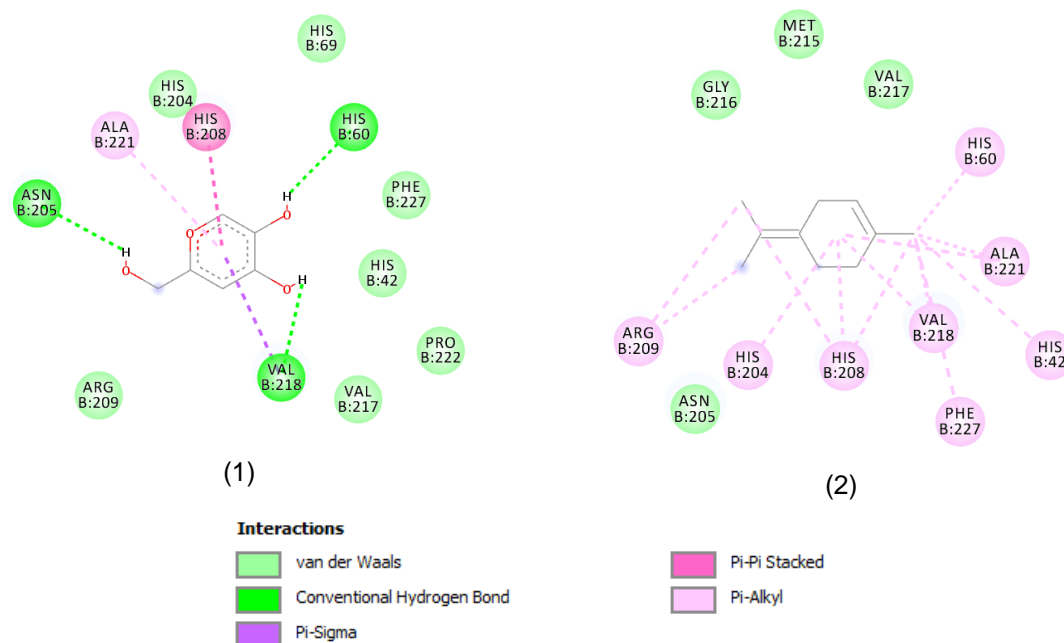 HIS
B:69
HIS
B:204
HIS
B:208
HIS
B:60
ALA
B:221
ASN
B:205
PHE
B:227
H
O
H
O
O
HIS
B:42
H
O
PRO
B:222
VAL
B:218
ARG
B:209
VAL
B:217
(1)
MET
B:215
GLY
B:216
VAL
B:217
HIS
B:60
ALA
B:221
ARG
B:209
VAL
B:218
HIS
B:204
HIS
B:208
HIS
B:42
ASN
B:205
PHE
B:227
(2)
Interactions
van der Waals
Conventional Hydrogen Bond
Pi-Sigma
Pi-Pi Stacked
Pi-Alkyl